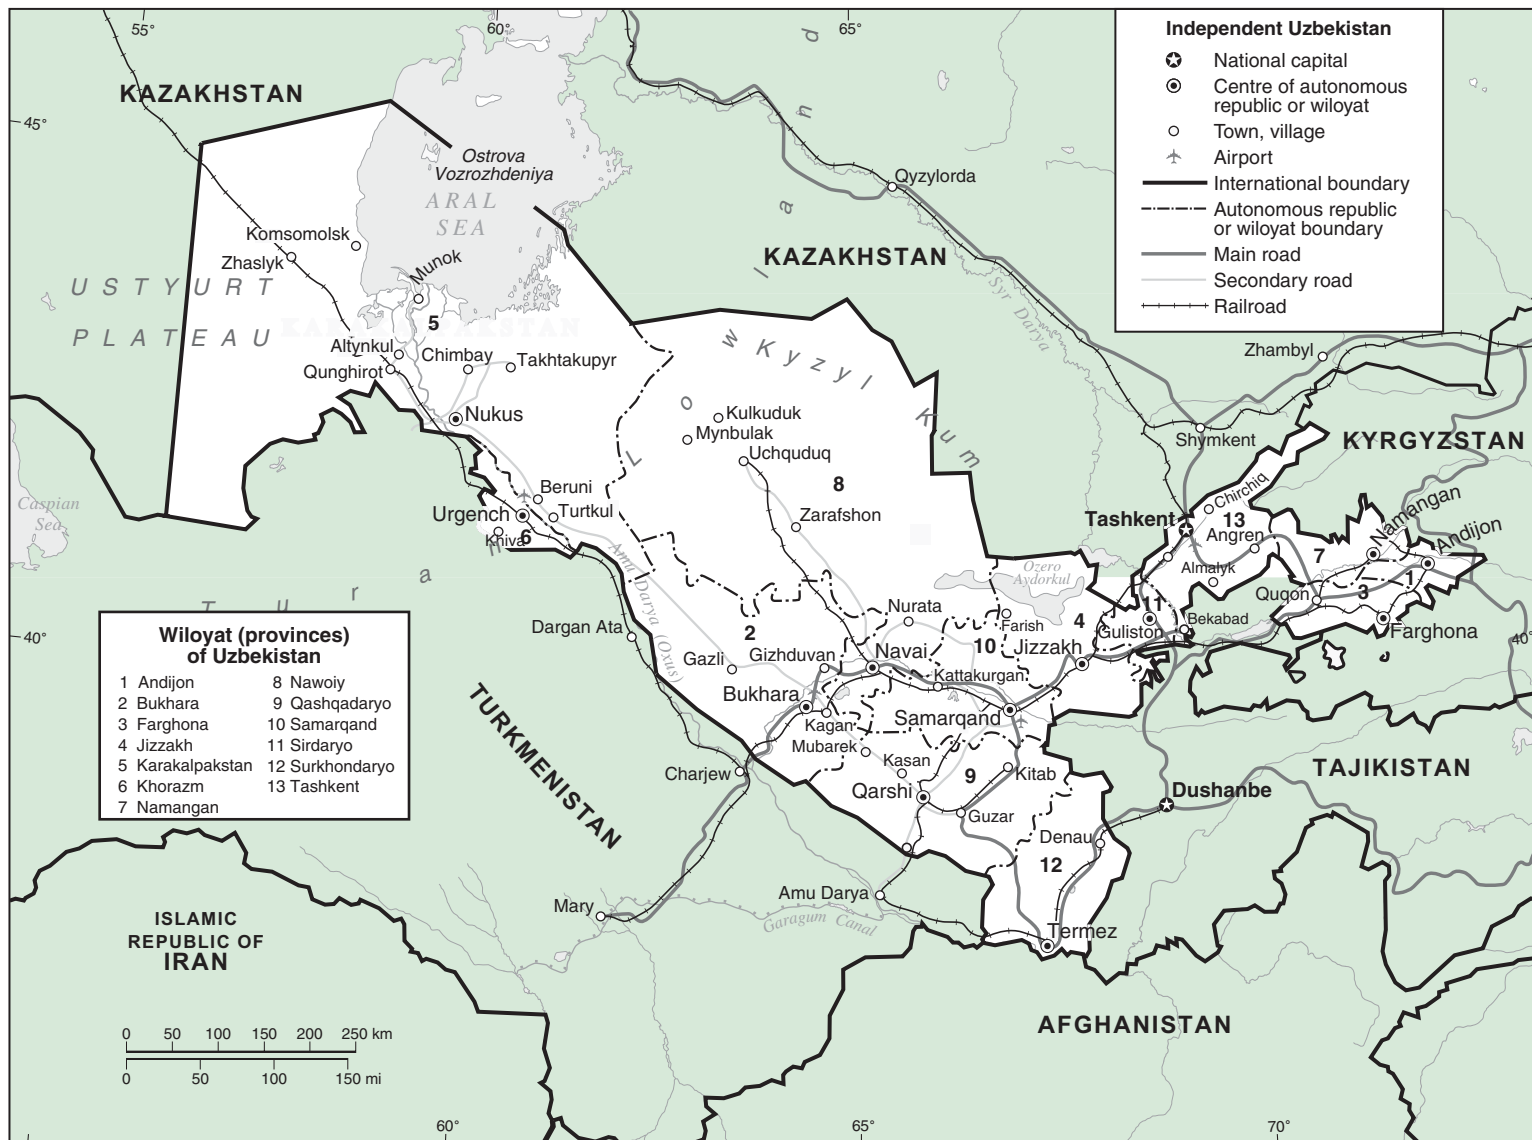 55°
60°
65°
45°
40°
40°
60°
65°
70°
Independent Uzbekistan
National capital
Centre of autonomous
republic or wiloyat
Town, village
Airport
International boundary
Autonomous republic
or wiloyat boundary
Main road
Secondary road
Railroad
KAZAKHSTAN
Ostrova
Vozrozhdeniya
ARAL
SEA
Komsomolsk
Zhaslyk
Munok
USTYURT
PLATEAU
KARAKALPAKSTAN
5
Altynkul
Chimbay
Takhtakupyr
Qunghirot
Nukus
Qyzylorda
KAZAKHSTAN
Syr
Darya
Kyzyl
Kum
Turan Lowland
Kulkuduk
Mynbulak
Uchquduq
8
Zarafshon
Zhambyl
Shymkent
KYRGYZSTAN
Caspian
Sea
Beruni
Urgench
Turtkul
Khiva
6
Amu Darya (Oxus)
Chirchiq
Tashkent
13
Angren
Almalyk
Namangan
Andijon
7
1
3
Quqon
Farghona
Ozero
Aydorkul
4
11
Guliston
Bekabad
Farish
Nurata
10
Jizzakh
2
Gizhduvan
Navai
Gazli
Kattakurgan
Bukhara
Kagan
Samarqand
Mubarek
Kasan
9
Kitab
Qarshi
Guzar
Dargan Ata
TURKMENISTAN
Charjew
Denau
12
Dushanbe
TAJIKISTAN
Mary
Amu Darya
Garagum Canal
Termez
AFGHANISTAN
ISLAMIC
REPUBLIC OF
IRAN
Wiloyat (provinces)
of Uzbekistan
1 Andijon
2 Bukhara
3 Farghona
4 Jizzakh
5 Karakalpakstan
6 Khorazm
7 Namangan
8 Nawoiy
9 Qashqadaryo
10 Samarqand
11 Sirdaryo
12 Surkhondaryo
13 Tashkent
0 50 100 150 200 250 km
0 50 100 150 mi